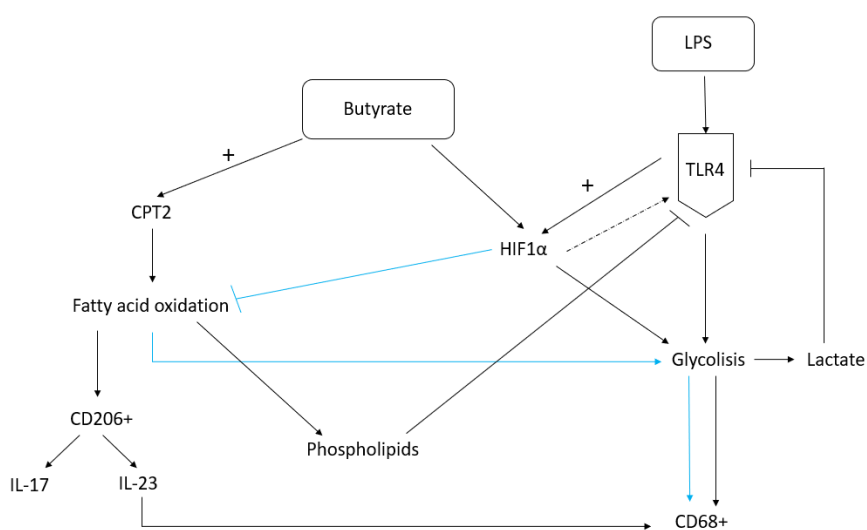 LPS
Butyrate
+
TLR4
+
CPT2
HIF1α
Fatty acid oxidation
Glycolisis
Lactate
CD206+
Phospholipids
IL-17
IL-23
CD68+